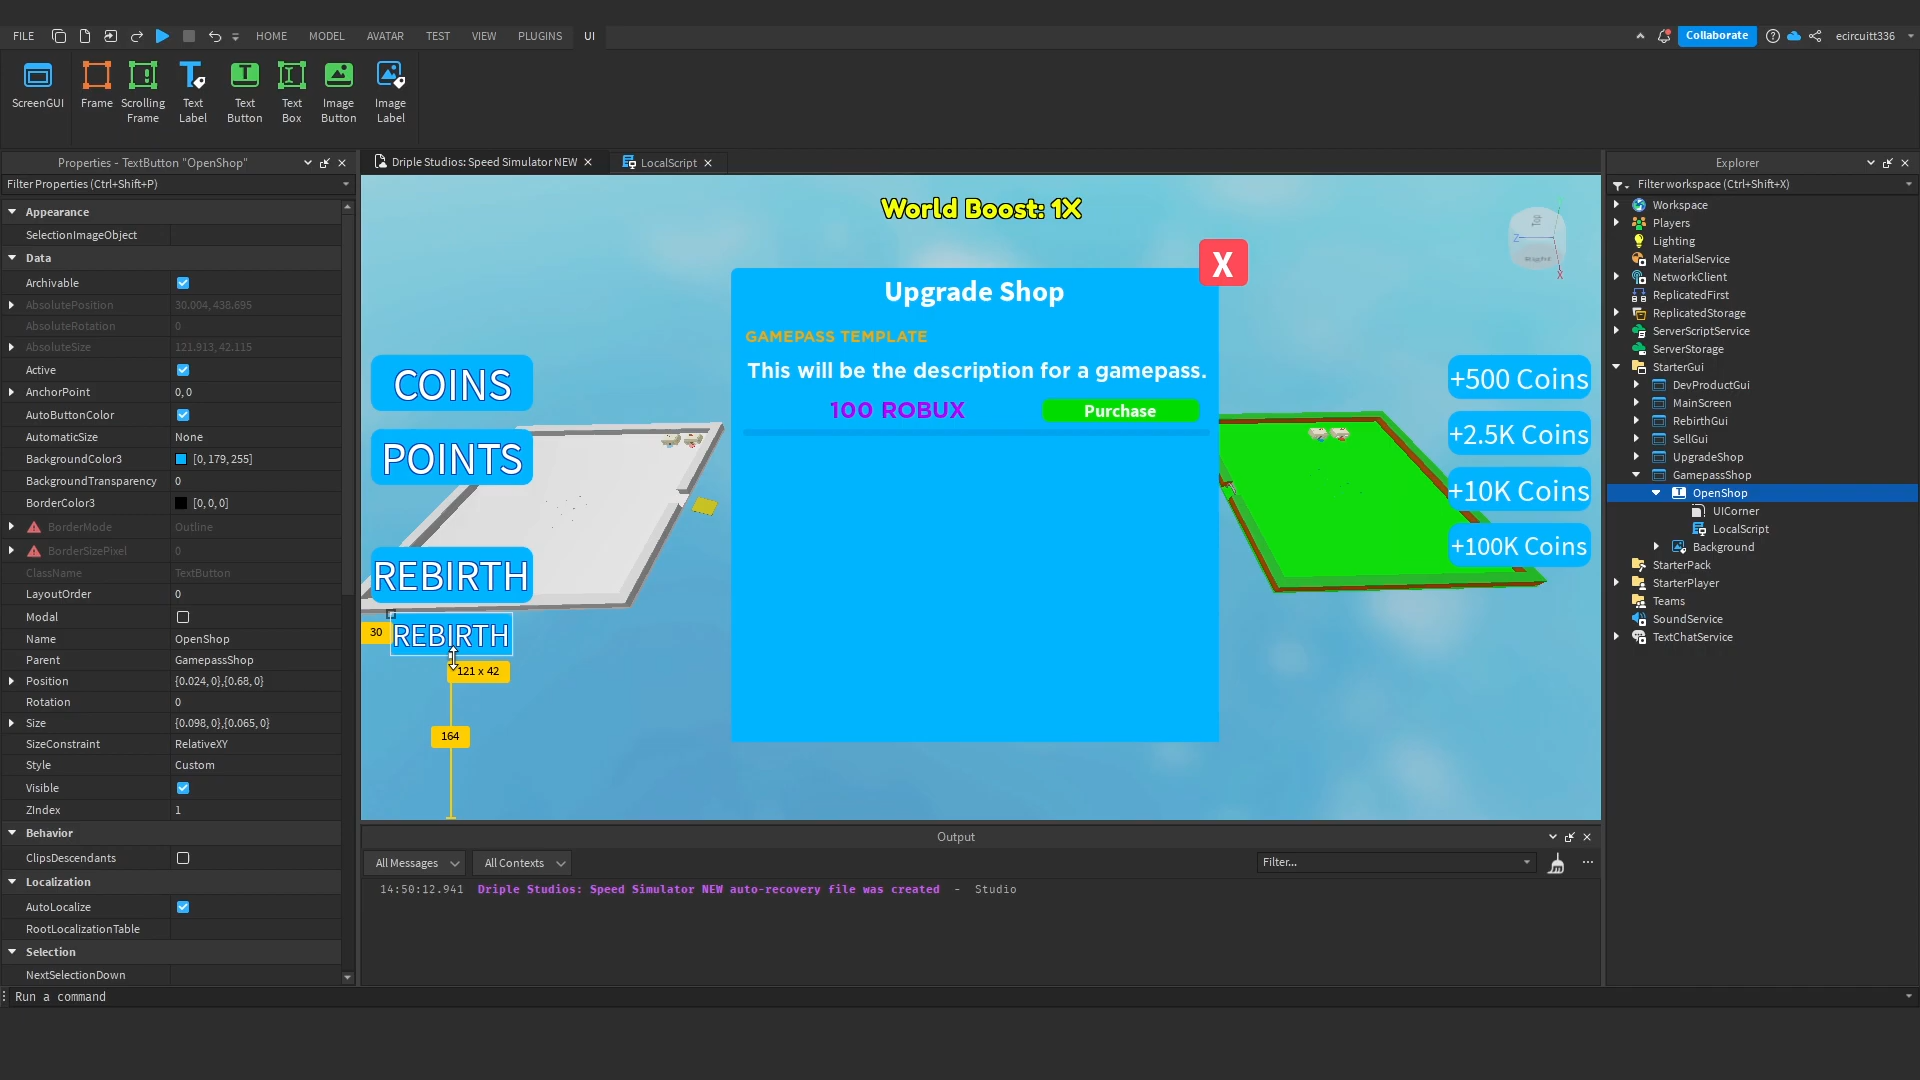 FILE HOME MODEL AVATAR TEST VIEW PLUGINS UI Collaborate ecircuitt336
ScreenGUI Frame Scrolling Frame Text Label Text Button Text Box Image Button Image Label
Properties - TextButton "OpenShop"
Filter Properties (Ctrl+Shift+P)
Appearance
SelectionImageObject
Data
Archivable
AbsolutePosition 30.004, 438.695
AbsoluteRotation 0
AbsoluteSize 121.913, 42.115
Active
AnchorPoint 0, 0
AutoButtonColor
AutomaticSize None
BackgroundColor3 [0, 179, 255]
BackgroundTransparency 0
BorderColor3 [0, 0, 0]
BorderMode Outline
BorderSizePixel 0
ClassName TextButton
LayoutOrder 0
Modal
Name OpenShop
Parent GamepassShop
Position {0.024, 0},{0.68, 0}
Rotation 0
Size {0.098, 0},{0.065, 0}
SizeConstraint RelativeXY
Style Custom
Visible
ZIndex 1
Behavior
ClipsDescendants
Localization
AutoLocalize
RootLocalizationTable
Selection
NextSelectionDown
Driple Studios: Speed Simulator NEW LocalScript
World Boost: 1X
X
Upgrade Shop
GAMEPASS TEMPLATE
This will be the description for a gamepass.
100 ROBUX Purchase
COINS
POINTS
REBIRTH
30 REBIRTH
121 x 42
164
+500 Coins
+2.5K Coins
+10K Coins
+100K Coins
Z
X
Output
All Messages All Contexts Filter...
14:50:12.941 Driple Studios: Speed Simulator NEW auto-recovery file was created - Studio
Explorer
Filter workspace (Ctrl+Shift+X)
Workspace
Players
Lighting
MaterialService
NetworkClient
ReplicatedFirst
ReplicatedStorage
ServerScriptService
ServerStorage
StarterGui
DevProductGui
MainScreen
RebirthGui
SellGui
UpgradeShop
GamepassShop
OpenShop
UICorner
LocalScript
Background
StarterPack
StarterPlayer
Teams
SoundService
TextChatService
Run a command